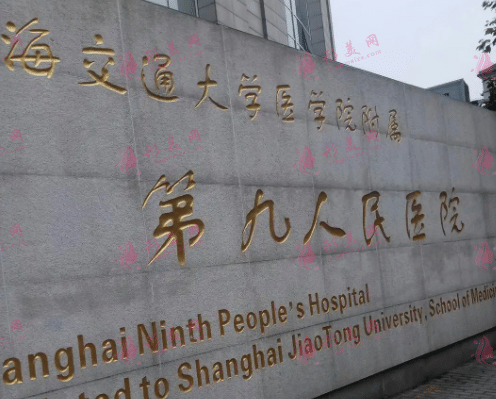 海交通大学医学院附属
第九人民医院
anghai Ninth People's Hospital
ted to Shanghai JiaoTong University, School of Medicin